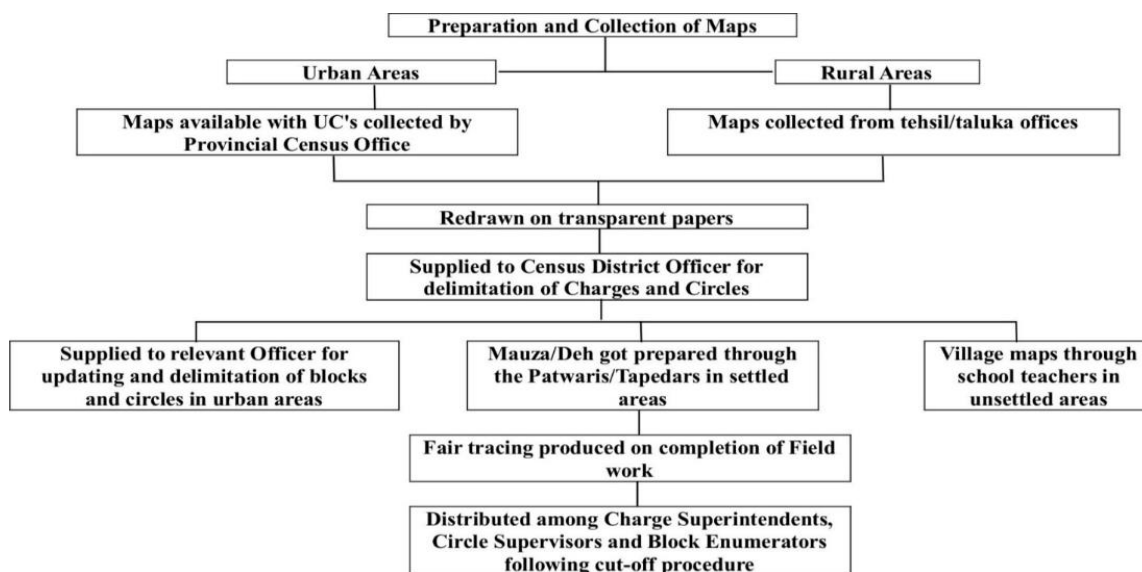 Preparation and Collection of Maps
Urban Areas
Rural Areas
Maps available with UC's collected by
Provincial Census Office
Maps collected from tehsil/taluka offices
Redrawn on transparent papers
Supplied to Census District Officer for
delimitation of Charges and Circles
Supplied to relevant Officer for
updating and delimitation of blocks
and circles in urban areas
Mauza/Deh got prepared through
the Patwaris/Tapedars in settled
areas
Village maps through
school teachers in
unsettled areas
Fair tracing produced on completion of Field
work
Distributed among Charge Superintendents,
Circle Supervisors and Block Enumerators
following cut-off procedure